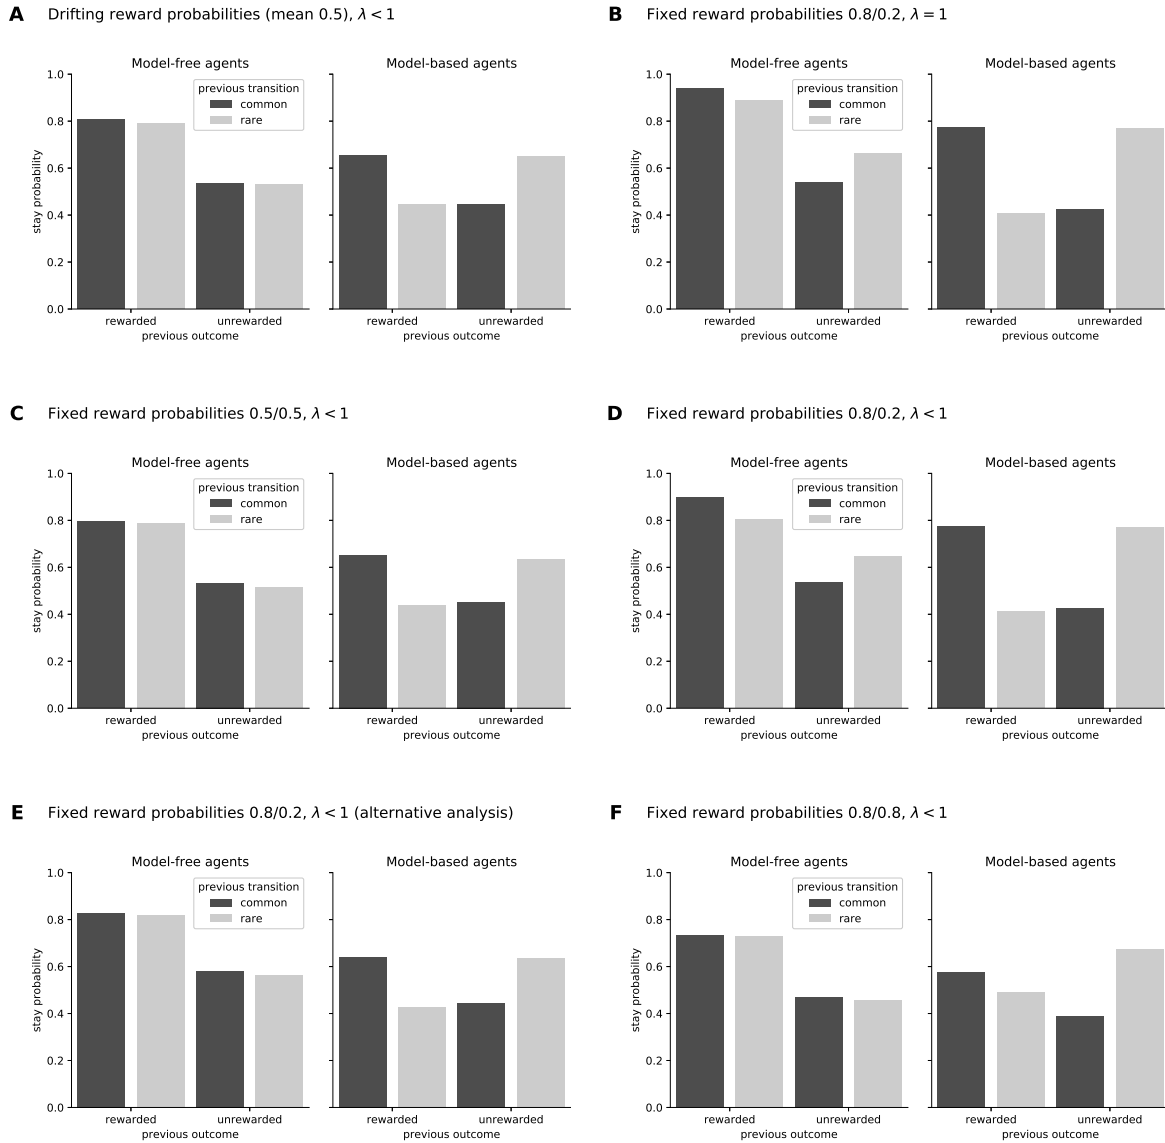 A Drifting reward probabilities (mean 0.5), λ < 1
Model-free agents
Model-based agents
previous transition
common
rare
1.0
0.8
0.6
0.4
0.2
0.0
stay probability
rewarded unrewarded
previous outcome
rewarded unrewarded
previous outcome
B Fixed reward probabilities 0.8/0.2, λ = 1
Model-free agents
Model-based agents
previous transition
common
rare
1.0
0.8
0.6
0.4
0.2
0.0
stay probability
rewarded unrewarded
previous outcome
rewarded unrewarded
previous outcome
C Fixed reward probabilities 0.5/0.5, λ < 1
Model-free agents
Model-based agents
previous transition
common
rare
1.0
0.8
0.6
0.4
0.2
0.0
stay probability
rewarded unrewarded
previous outcome
rewarded unrewarded
previous outcome
D Fixed reward probabilities 0.8/0.2, λ < 1
Model-free agents
Model-based agents
previous transition
common
rare
1.0
0.8
0.6
0.4
0.2
0.0
stay probability
rewarded unrewarded
previous outcome
rewarded unrewarded
previous outcome
E Fixed reward probabilities 0.8/0.2, λ < 1 (alternative analysis)
Model-free agents
Model-based agents
previous transition
common
rare
1.0
0.8
0.6
0.4
0.2
0.0
stay probability
rewarded unrewarded
previous outcome
rewarded unrewarded
previous outcome
F Fixed reward probabilities 0.8/0.8, λ < 1
Model-free agents
Model-based agents
previous transition
common
rare
1.0
0.8
0.6
0.4
0.2
0.0
stay probability
rewarded unrewarded
previous outcome
rewarded unrewarded
previous outcome